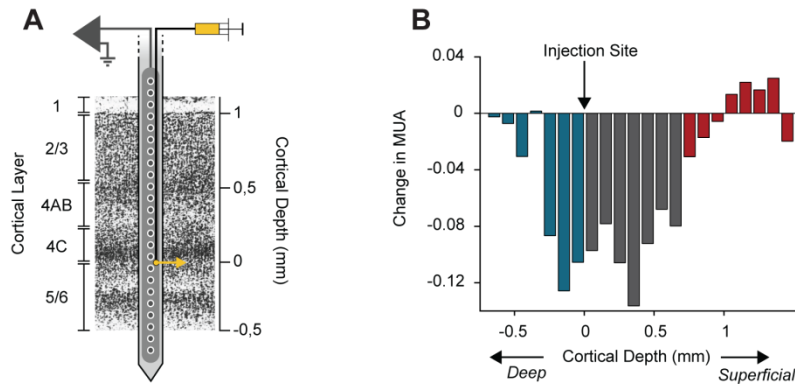 A
Cortical Layer
1
2/3
4AB
4C
5/6
1
0,5
0
-0,5
Cortical Depth (mm)
B
Injection Site
Change in MUA
0.04
0
-0.04
-0.08
-0.12
-0.5
0
0.5
1
Deep
Cortical Depth (mm)
Superficial